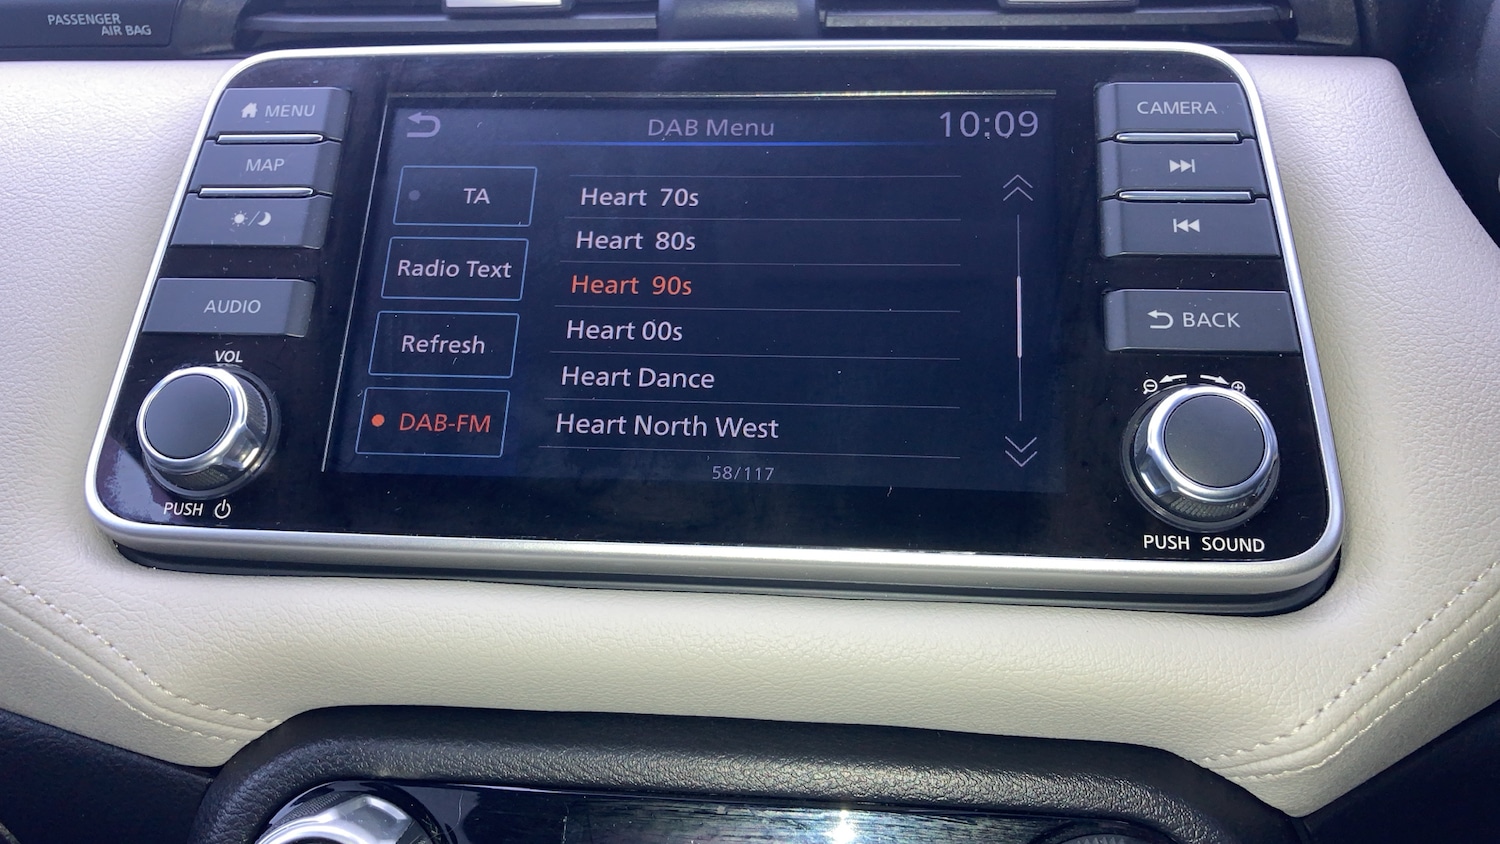 PASSENGER
AIR BAG
MENU
MAP
AUDIO
VOL
PUSH
DAB Menu
10:09
TA
Radio Text
Refresh
DAB-FM
Heart 70s
Heart 80s
Heart 90s
Heart 00s
Heart Dance
Heart North West
58/117
CAMERA
BACK
PUSH SOUND